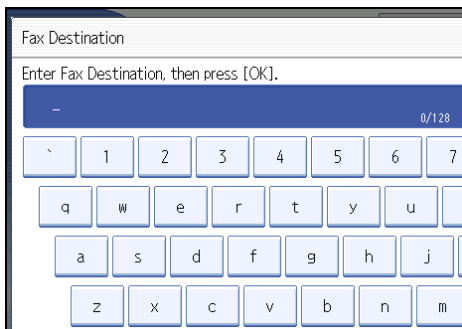 Fax Destination
Enter Fax Destination, then press [OK].
_
0/128
` 1 2 3 4 5 6 7
q w e r t y u
a s d f g h j
z x c v b n m